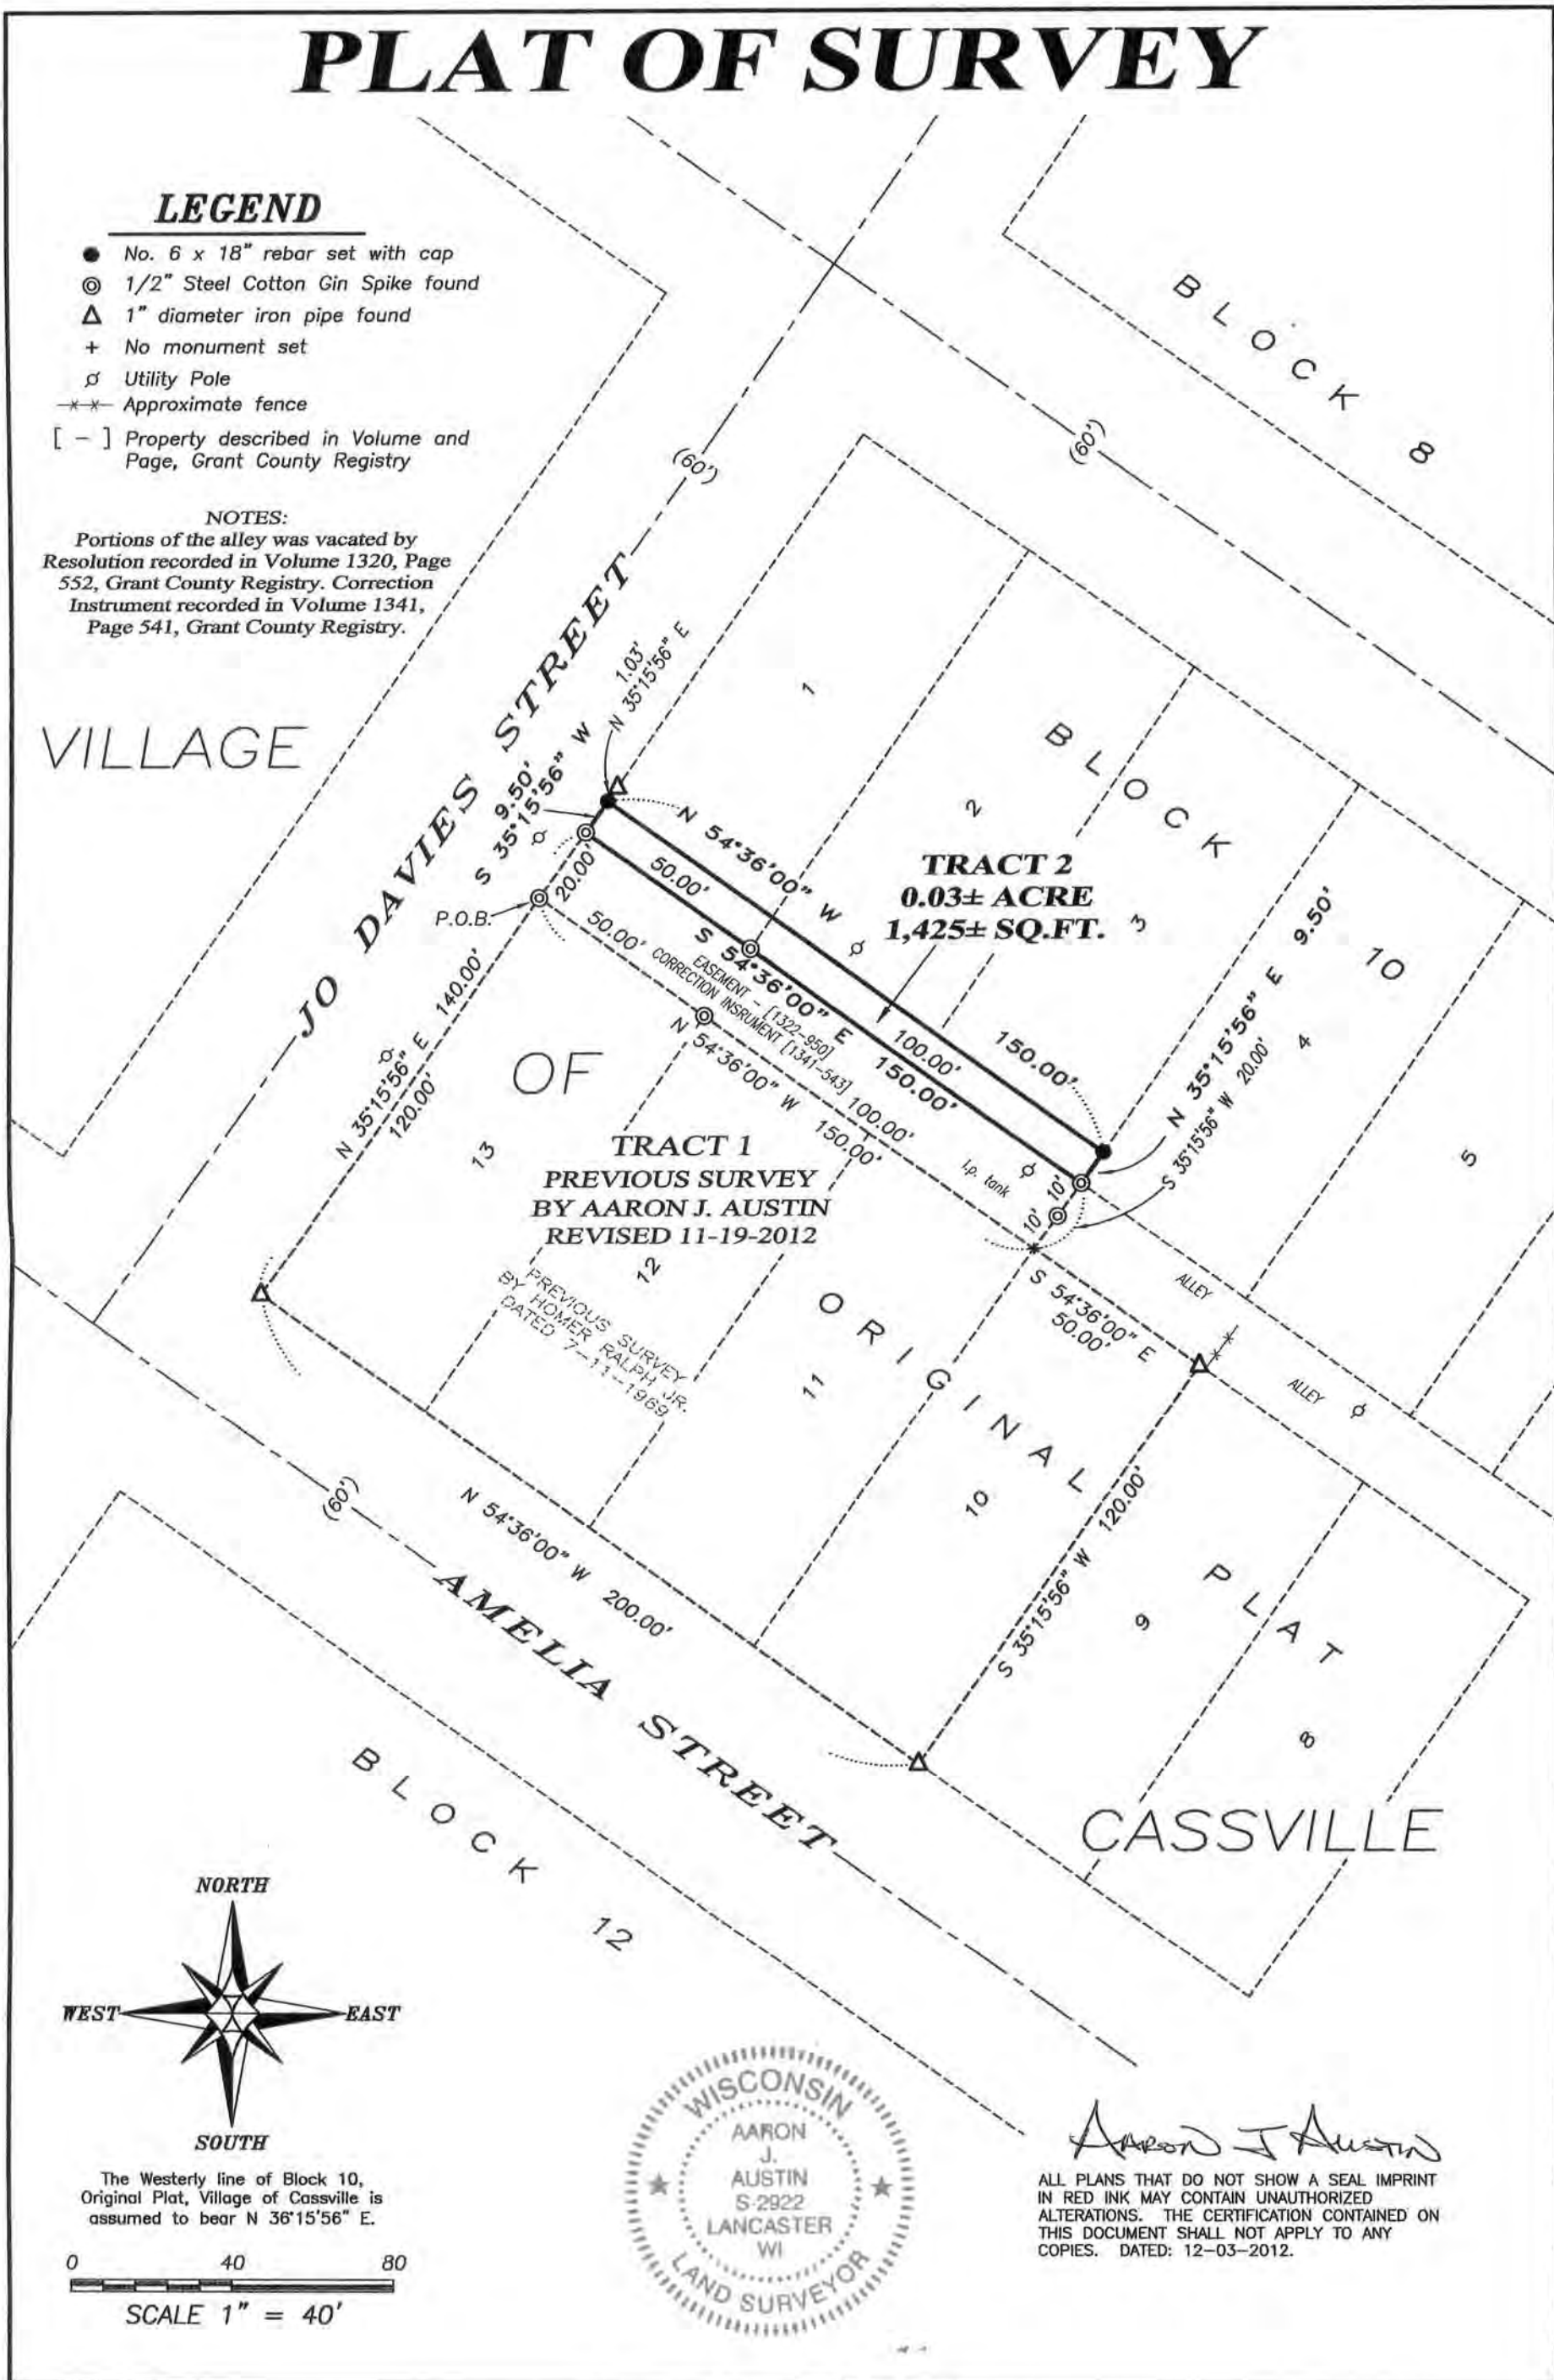 PLAT OF SURVEY
LEGEND
No. 6 x 18" rebar set with cap
1/2" Steel Cotton Gin Spike found
1" diameter iron pipe found
+ No monument set
Utility Pole
Approximate fence
[ - ] Property described in Volume and
Page, Grant County Registry
NOTES:
Portions of the alley was vacated by
Resolution recorded in Volume 1320, Page
552, Grant County Registry. Correction
Instrument recorded in Volume 1341,
Page 541, Grant County Registry.
BLOCK 8
(60')
(60')
VILLAGE
JO DAVIES STREET
1.03'
N 35°15'56" E
9.50'
S 35°15'56" W
1
2
3
4
5
BLOCK 10
N 54°36'00" W
150.00'
TRACT 2
0.03± ACRE
1,425± SQ.FT.
20.00'
50.00'
P.O.B.
S 54°36'00" E
150.00'
100.00'
50.00'
EASEMENT - [1322-950]
CORRECTION INSRUMENT [1341-543]
100.00'
N 54°36'00" W
150.00'
N 35°15'56" E 9.50'
S 35°15'56" W 20.00'
N 35°15'56" E 140.00'
120.00'
OF
13
TRACT 1
PREVIOUS SURVEY
BY AARON J. AUSTIN
REVISED 11-19-2012
l.p. tank
10'
10'
12
PREVIOUS SURVEY
BY HOMER RALPH JR.
DATED 7-11-1969
11
ORIGINAL
S 54°36'00" E
50.00'
ALLEY
ALLEY
10
S 35°15'56" W 120.00'
9
PLAT
8
(60')
N 54°36'00" W 200.00'
AMELIA STREET
BLOCK 12
CASSVILLE
NORTH
WEST
EAST
SOUTH
The Westerly line of Block 10,
Original Plat, Village of Cassville is
assumed to bear N 36°15'56" E.
0 40 80
SCALE 1" = 40'
WISCONSIN
AARON
J.
AUSTIN
S-2922
LANCASTER
WI
LAND SURVEYOR
Aaron J Austin
ALL PLANS THAT DO NOT SHOW A SEAL IMPRINT
IN RED INK MAY CONTAIN UNAUTHORIZED
ALTERATIONS. THE CERTIFICATION CONTAINED ON
THIS DOCUMENT SHALL NOT APPLY TO ANY
COPIES. DATED: 12-03-2012.